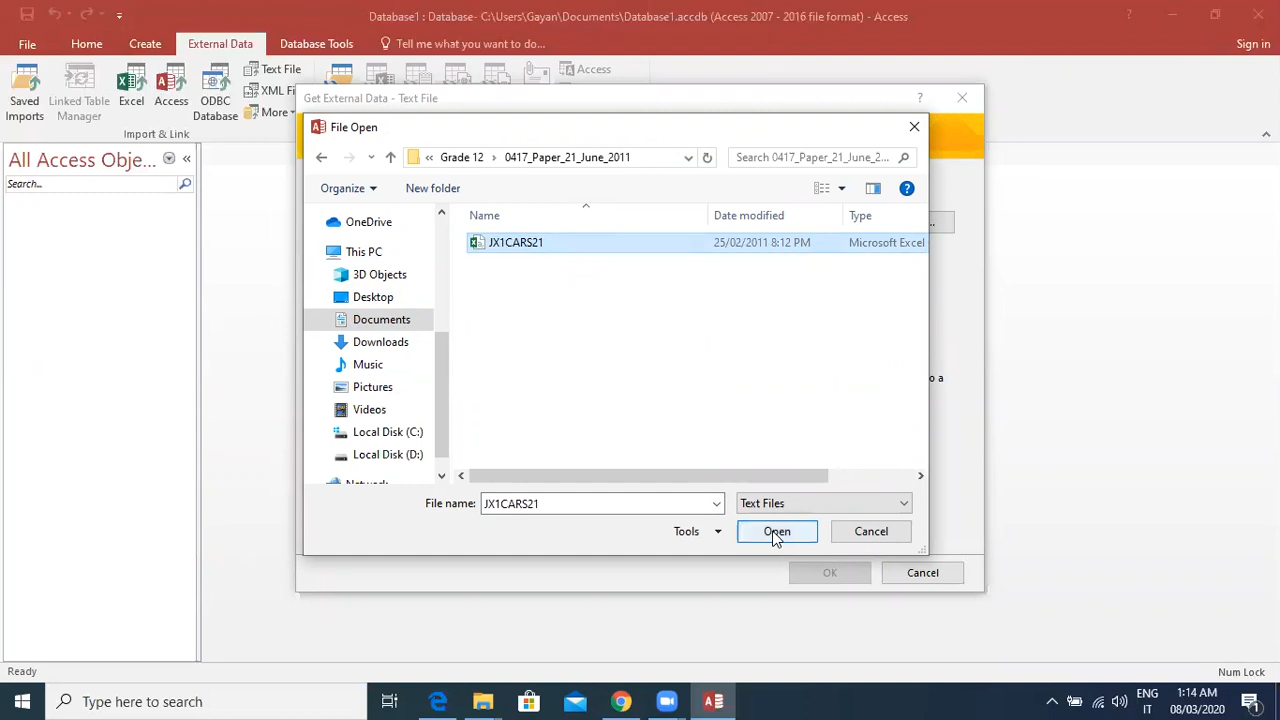 Database1 : Database- C:\Users\Gayan\Documents\Database1.accdb (Access 2007 - 2016 file format) - Access
File Home Create External Data Database Tools Tell me what you want to do... Sign in
Saved Imports
Linked Table Manager
Excel
Access
ODBC Database
Text File
XML Fi
More
Access
Import & Link
Get External Data - Text File
File Open
Grade 12 0417_Paper_21_June_2011
Search 0417_Paper_21_June_2...
Organize New folder
All Access Obje...
Search...
OneDrive
This PC
3D Objects
Desktop
Documents
Downloads
Music
Pictures
Videos
Local Disk (C:)
Local Disk (D:)
Name Date modified Type
JX1CARS21 25/02/2011 8:12 PM Microsoft Excel
o a
File name: JX1CARS21 Text Files
Tools Open Cancel
OK Cancel
Ready Num Lock
Type here to search
ENG
IT
1:14 AM
08/03/2020
1